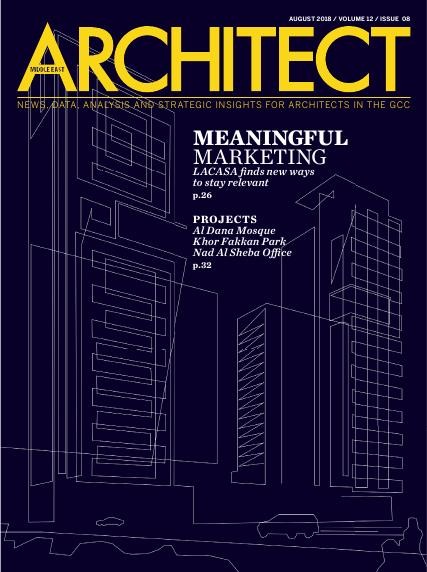 AUGUST 2018 / VOLUME 12 / ISSUE 08
ARCHITECT
MIDDLE EAST
NEWS, DATA, ANALYSIS AND STRATEGIC INSIGHTS FOR ARCHITECTS IN THE GCC
MEANINGFUL
MARKETING
LACASA finds new ways
to stay relevant
p.26
PROJECTS
Al Dana Mosque
Khor Fakkan Park
Nad Al Sheba Office
p.32